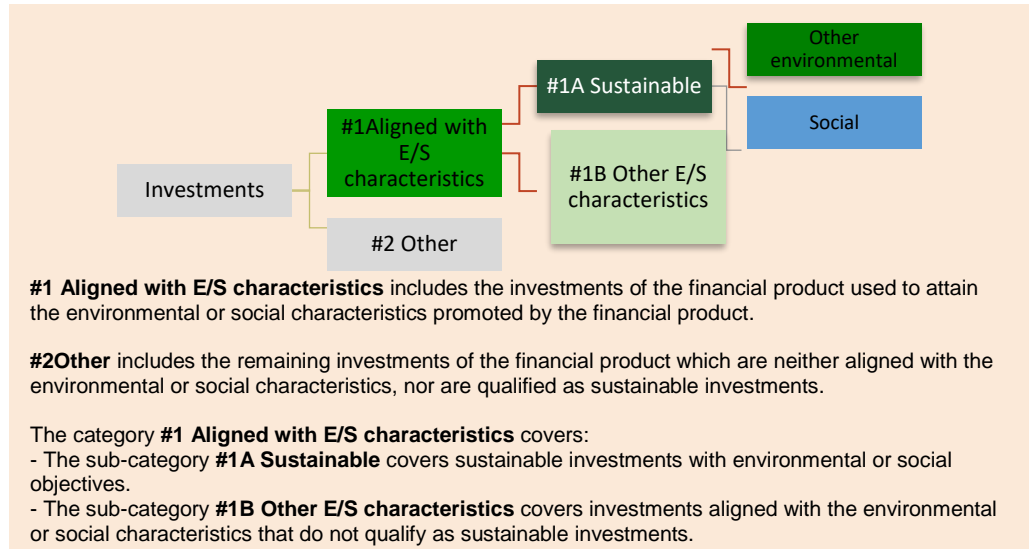 Other
environmental
#1A Sustainable
Social
#1Aligned with
E/S
characteristics
#1B Other E/S
characteristics
Investments
#2 Other
#1 Aligned with E/S characteristics includes the investments of the financial product used to attain
the environmental or social characteristics promoted by the financial product.
#2Other includes the remaining investments of the financial product which are neither aligned with the
environmental or social characteristics, nor are qualified as sustainable investments.
The category #1 Aligned with E/S characteristics covers:
- The sub-category #1A Sustainable covers sustainable investments with environmental or social
objectives.
- The sub-category #1B Other E/S characteristics covers investments aligned with the environmental
or social characteristics that do not qualify as sustainable investments.